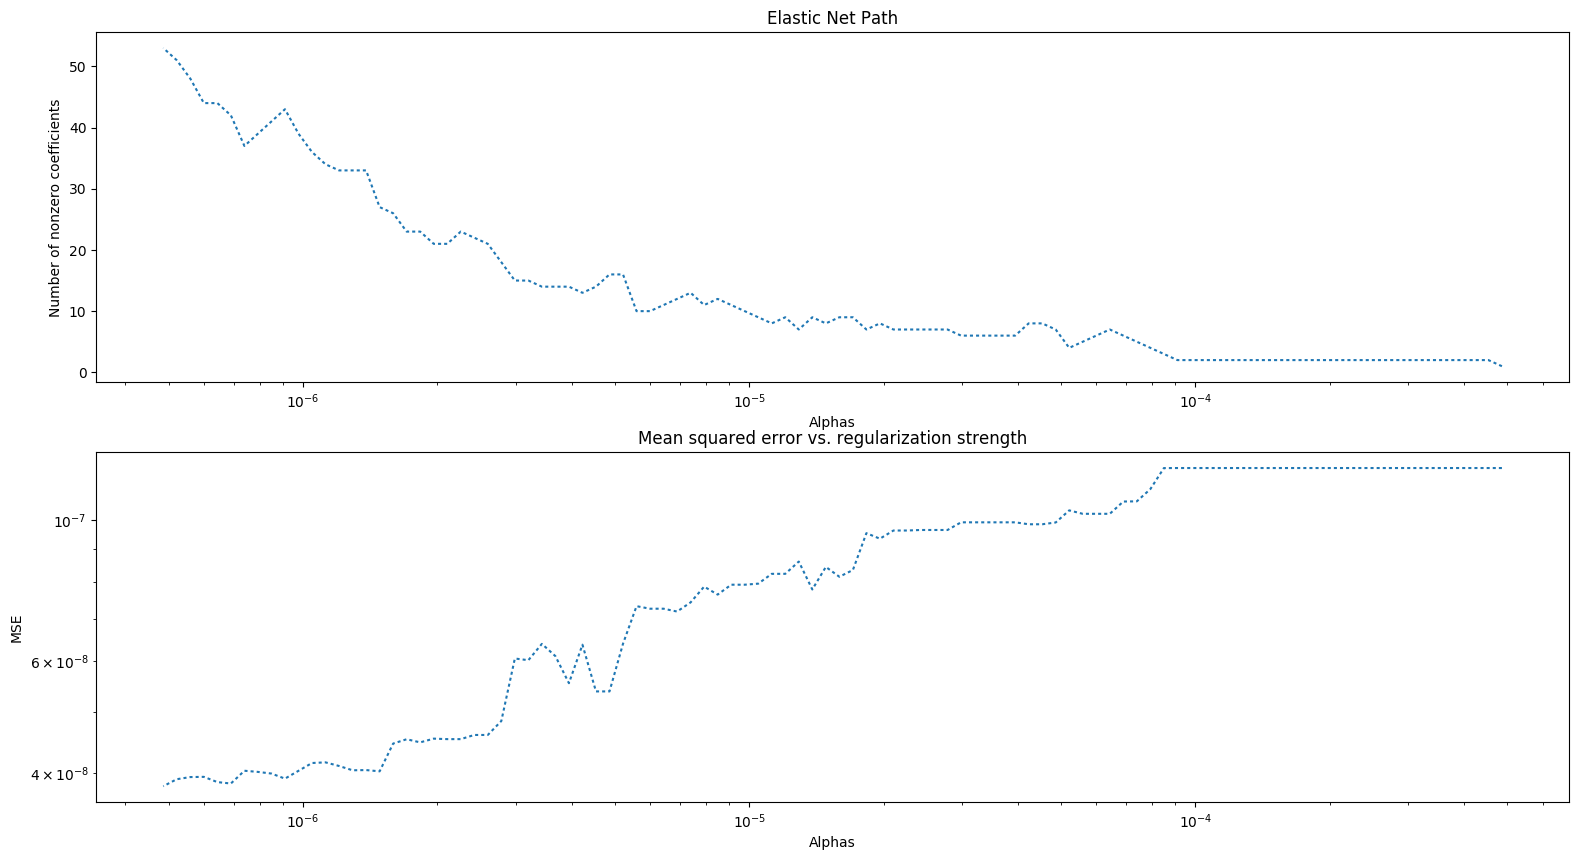 Elastic Net Path
Number of nonzero coefficients
50
40
30
20
10
0
10⁻⁶
10⁻⁵
10⁻⁴
Alphas
Mean squared error vs. regularization strength
MSE
10⁻⁷
6 × 10⁻⁸
4 × 10⁻⁸
10⁻⁶
10⁻⁵
10⁻⁴
Alphas